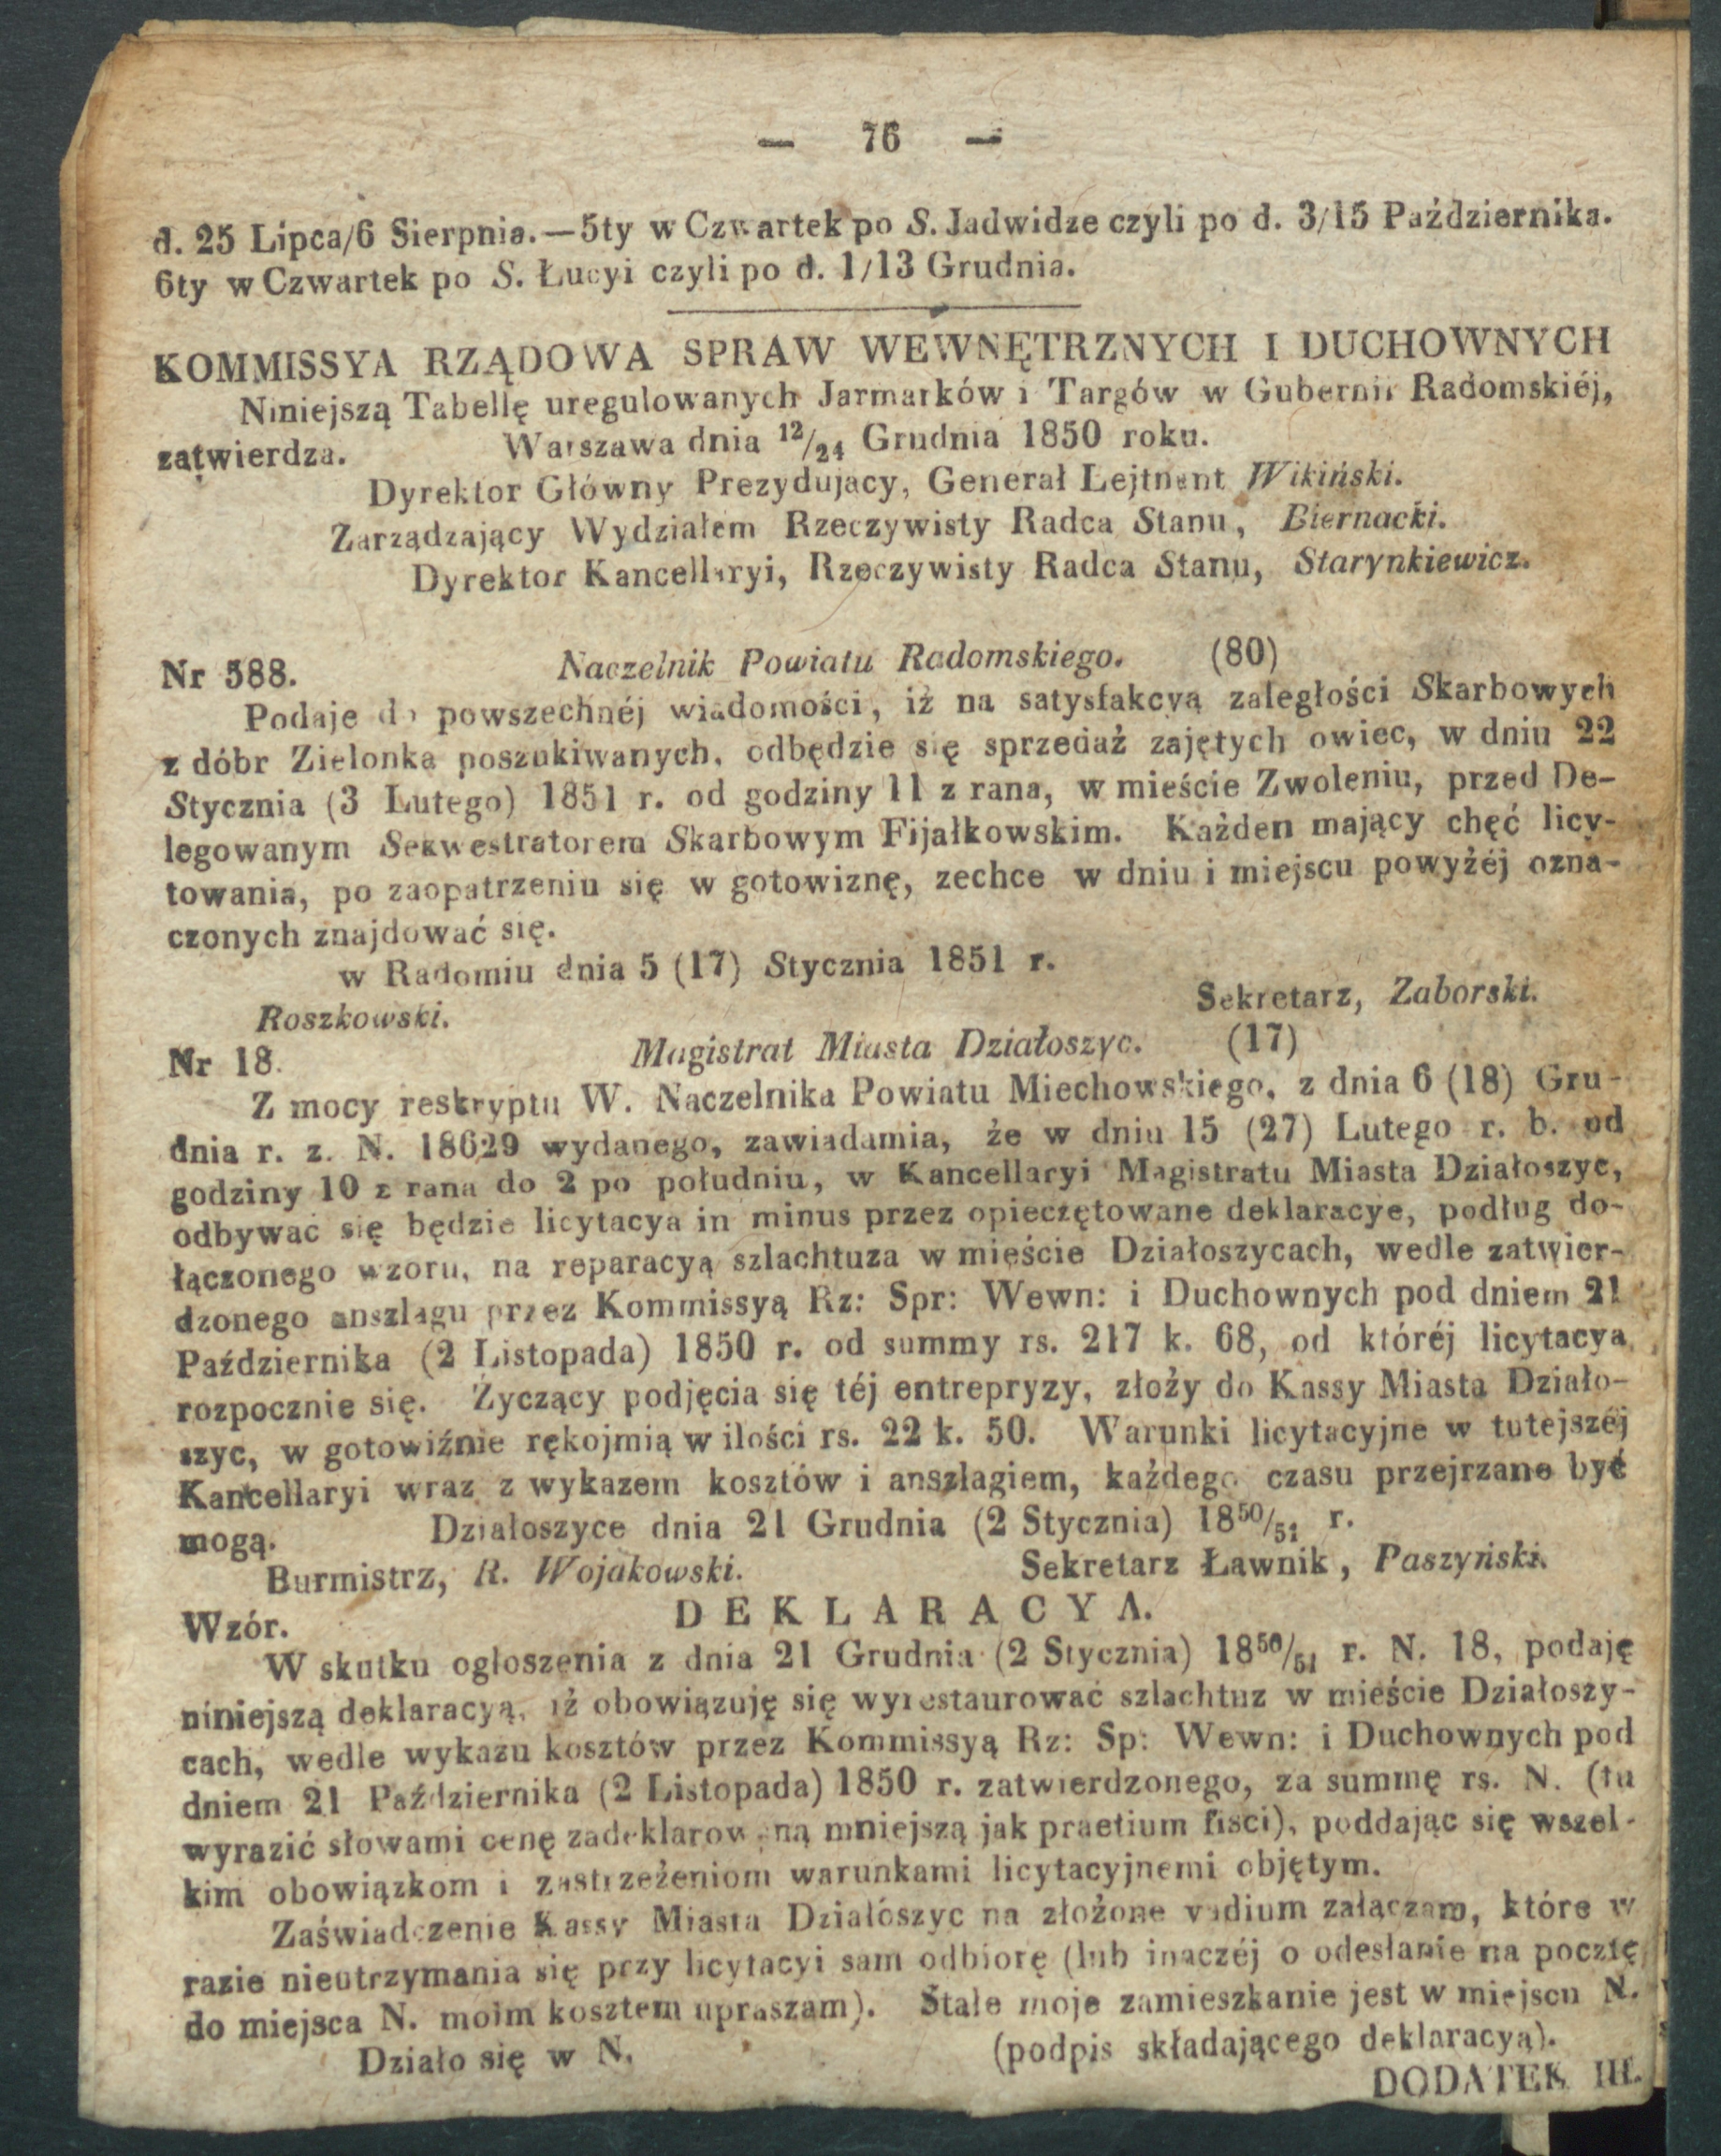 — 76 —
d. 25 Lipca/6 Sierpnia.—5ty w Czwartek po S. Jadwidze czyli po d. 3/15 Października.
6ty w Czwartek po S. Łucyi czyli po d. 1/13 Grudnia.
KOMMISSYA RZĄDOWA SPRAW WEWNĘTRZNYCH I DUCHOWNYCH
Niniejszą Tabellę uregulowanych Jarmarków i Targów w Gubernii Radomskiéj,
zatwierdza. Warszawa dnia 12/24 Grudnia 1850 roku.
Dyrektor Główny Prezydujacy, Generał Lejtnant Wikiński.
Zarządzający Wydziałem Rzeczywisty Radca Stanu, Biernacki.
Dyrektor Kancellaryi, Rzeczywisty Radca Stanu, Starynkiewicz.
Nr 588. Naczelnik Powiatu Radomskiego. (80)
Podaje do powszechnéj wiadomości, iż na satysfakcyą zaległości Skarbowych
z dóbr Zielonka poszukiwanych, odbędzie się sprzedaż zajętych owiec, w dniu 22
Stycznia (3 Lutego) 1851 r. od godziny 11 z rana, w mieście Zwoleniu, przed De-
legowanym Sekwestratorem Skarbowym Fijałkowskim. Każden mający chęć licy-
towania, po zaopatrzeniu się w gotowiznę, zechce w dniu i miejscu powyżéj ozna-
czonych znajdować się.
w Radomiu dnia 5 (17) Stycznia 1851 r.
Roszkowski. Sekretarz, Zaborski.
Nr 18. Magistrat Miasta Działoszyc. (17)
Z mocy reskryptu W. Naczelnika Powiatu Miechowskiego, z dnia 6 (18) Gru-
dnia r. z. N. 18629 wydanego, zawiadamia, że w dniu 15 (27) Lutego r. b. od
godziny 10 z rana do 2 po południu, w Kancellaryi Magistratu Miasta Działoszyc,
odbywać się będzie licytacya in minus przez opieczętowane deklaracye, podług do-
łączonego wzoru, na reparacyą szlachtuza w mieście Działoszycach, wedle zatwier-
dzonego anszlagu przez Kommissyą Rz: Spr: Wewn: i Duchownych pod dniem 21
Października (2 Listopada) 1850 r. od summy rs. 217 k. 68, od któréj licytacya
rozpocznie się. Życzący podjęcia się téj entrepryzy, złoży do Kassy Miasta Działo-
szyc, w gotowiźnie rękojmią w ilości rs. 22 k. 50. Warunki licytacyjne w tutejszéj
Kancellaryi wraz z wykazem kosztów i anszlagiem, każdego czasu przejrzane być
mogą. Działoszyce dnia 21 Grudnia (2 Stycznia) 1850/51 r.
Burmistrz, R. Wojakowski. Sekretarz Ławnik, Paszyński.
Wzór. DEKLARACYA.
W skutku ogłoszenia z dnia 21 Grudnia (2 Stycznia) 1850/51 r. N. 18, podaję
niniejszą deklaracyą, iż obowiązuję się wyrestaurować szlachtuz w mieście Działoszy-
cach, wedle wykazu kosztów przez Kommissyą Rz: Sp: Wewn: i Duchownych pod
dniem 21 Października (2 Listopada) 1850 r. zatwierdzonego, za summę rs. N. (tu
wyrazić słowami cenę zadeklarowaną mniejszą jak praetium fisci), poddając się wszel-
kim obowiązkom i zastrzeżeniom warunkami licytacyjnemi objętym.
Zaświadczenie Kassy Miasta Działoszyc na złożone vadium załączam, które w
razie nieutrzymania się przy licytacyi sam odbiorę (lub inaczéj o odesłanie na pocztę
do miejsca N. moim kosztem upraszam). Stałe moje zamieszkanie jest w miejscu N.
Działo się w N. (podpis składającego deklaracyą).
DODATEK III.